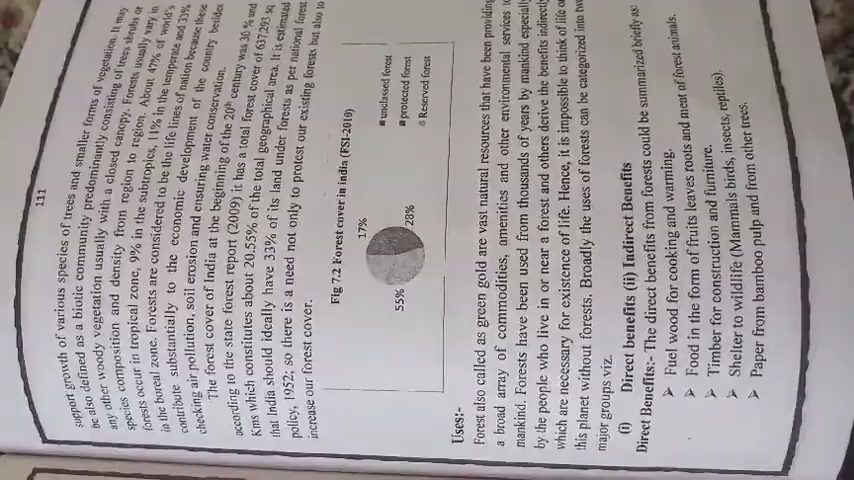 111
support growth of various species of trees and smaller forms of vegetation. It may
be also defined as a biotic community predominantly consisting of trees shrubs or
any other woody vegetation usually with a closed canopy. Forests usually vary in
species composition and density from region to region. About 47% of world's
forests occur in tropical zone, 9% in the subtropics, 11% in the temperate and 33%
in the boreal zone. Forests are considered to be the life lines of nation because these
contribute substantially to the economic development of the country besides
checking air pollution, soil erosion and ensuring water conservation.
The forest cover of India at the beginning of the 20th century was 30 % and
according to the state forest report (2009) it has a total forest cover of 637,293 sq
Kms which constitutes about 20.55% of the total geographical area. It is estimated
that India should ideally have 33% of its land under forests as per national forest
policy, 1952; so there is a need not only to protest our existing forests but also to
increase our forest cover.
Fig 7.2 Forest cover in india (FSI-2010)
17%
28%
55%
unclassed forest
protected forest
Reserved forest
Uses:-
Forest also called as green gold are vast natural resources that have been providing
a broad array of commodities, amenities and other environmental services to
mankind. Forests have been used from thousands of years by mankind especially
by the people who live in or near a forest and others derive the benefits indirectly
which are necessary for existence of life. Hence, it is impossible to think of life on
this planet without forests. Broadly the uses of forests can be categorized into two
major groups viz.
(i) Direct benefits (ii) Indirect Benefits
Direct Benefits:- The direct benefits from forests could be summarized briefly as:
➢ Fuel wood for cooking and warming.
➢ Food in the form of fruits leaves roots and meat of forest animals.
➢ Timber for construction and furniture.
➢ Shelter to wildlife (Mammals birds, insects, reptiles).
➢ Paper from bamboo pulp and from other trees.